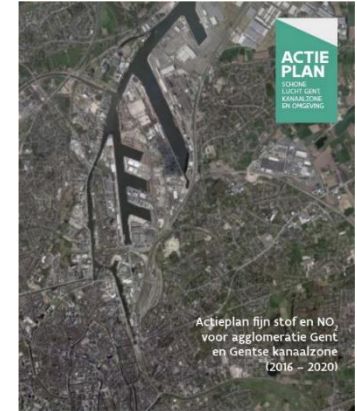 ACTIE
PLAN
SCHONE
LUCHT GENT,
KANAALZONE
EN OMGEVING
Actieplan fijn stof en NO₂
voor agglomeratie Gent
en Gentse kanaalzone
(2016 – 2020)